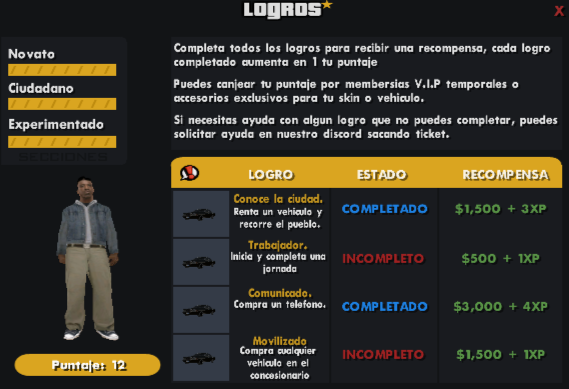 LOGROS
X
Novato
Ciudadano
Experimentado
SECCIONES
Completa todos los logros para recibir una recompensa, cada logro
completado aumenta en 1 tu puntaje
Puedes canjear tu puntaje por membersias V.I.P temporales o
accesorios exclusivos para tu skin o vehiculo.
Si necesitas ayuda con algun logro que no puedes completar, puedes
solicitar ayuda en nuestro discord sacando ticket.
LOGRO ESTADO RECOMPENSA
Conoce la ciudad.
Renta un vehiculo y
recorre el pueblo.
COMPLETADO $1,500 + 3XP
Trabajador.
Inicia y completa una
jornada
INCOMPLETO $500 + 1XP
Comunicado.
Compra un telefono.
COMPLETADO $3,000 + 4XP
Movilizado
Compra cualquier
vehiculo en el
concesionario
INCOMPLETO $1,500 + 1XP
Puntaje: 12